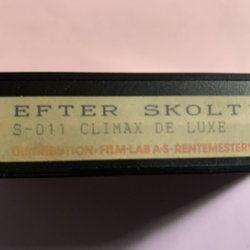 EFTER SKOLT
S-011 CLIMAX DE LUXE
DISTRIBUTION · FILM-LAB A·S · RENTEMESTERV